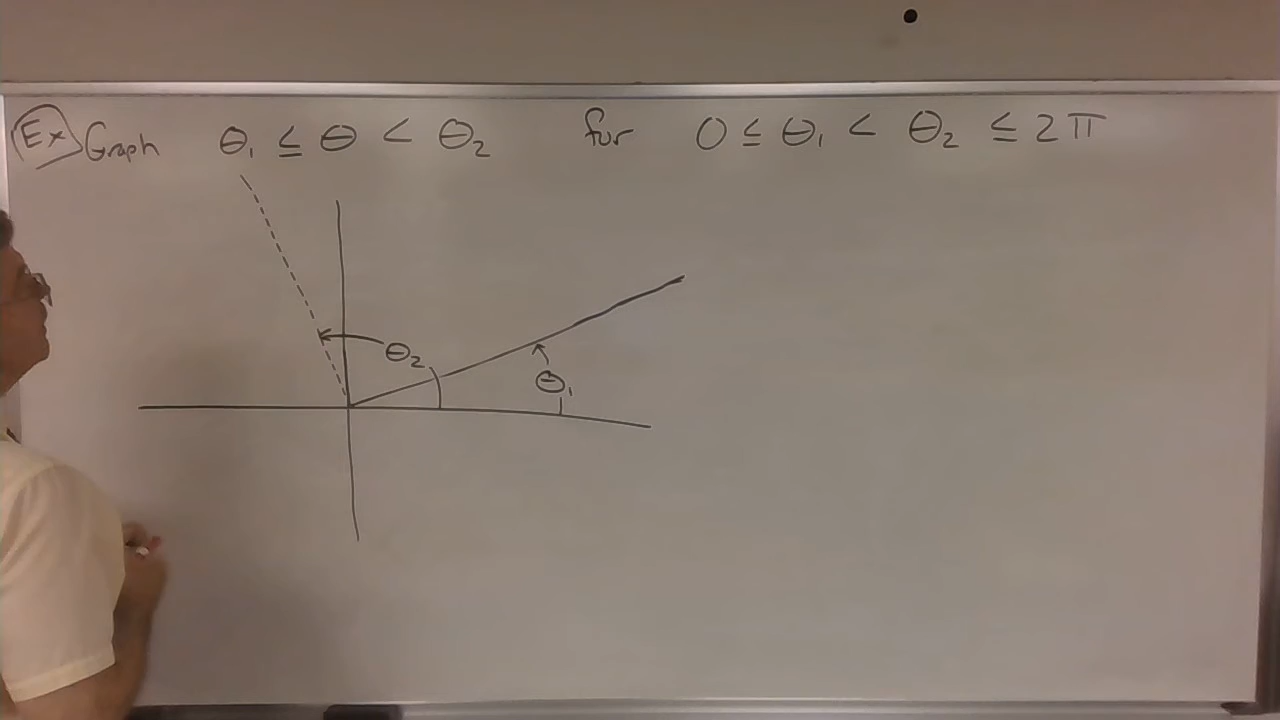 Ex Graph θ₁ ≤ θ < θ₂ for 0 ≤ θ₁ < θ₂ ≤ 2π
θ₂
θ₁